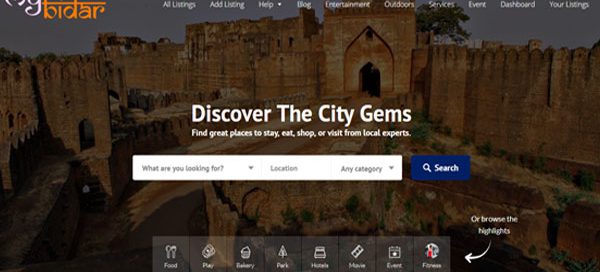 bidar
All Listings Add Listing Help Blog Entertainment Outdoors Services Event Dashboard Your Listings
Discover The City Gems
Find great places to stay, eat, shop, or visit from local experts.
What are you looking for? Location Any category Search
Or browse the
highlights
Food Play Bakery Park Hotels Movie Event Fitness